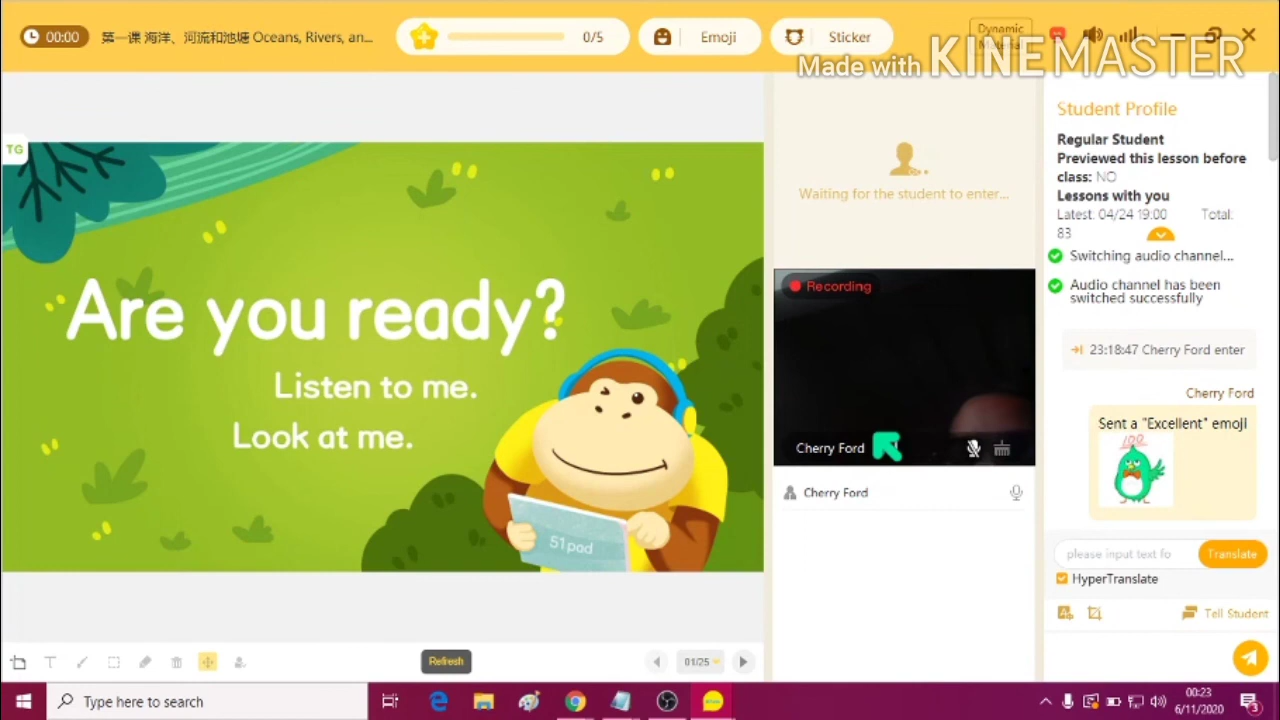 00:00
第一课 海洋、河流和池塘 Oceans, Rivers, an...
0/5
Emoji
Sticker
Dynamic
Made with KINEMASTER
TG
Are you ready?
Listen to me.
Look at me.
51pad
Waiting for the student to enter...
Recording
Cherry Ford
Cherry Ford
Student Profile
Regular Student
Previewed this lesson before
class: NO
Lessons with you
Latest: 04/24 19:00 Total:
83
Switching audio channel...
Audio channel has been
switched successfully
23:18:47 Cherry Ford enter
Cherry Ford
Sent a "Excellent" emoji
100
please input text fo
Translate
HyperTranslate
Tell Student
Refresh
01/25
Type here to search
00:23
6/11/2020
3